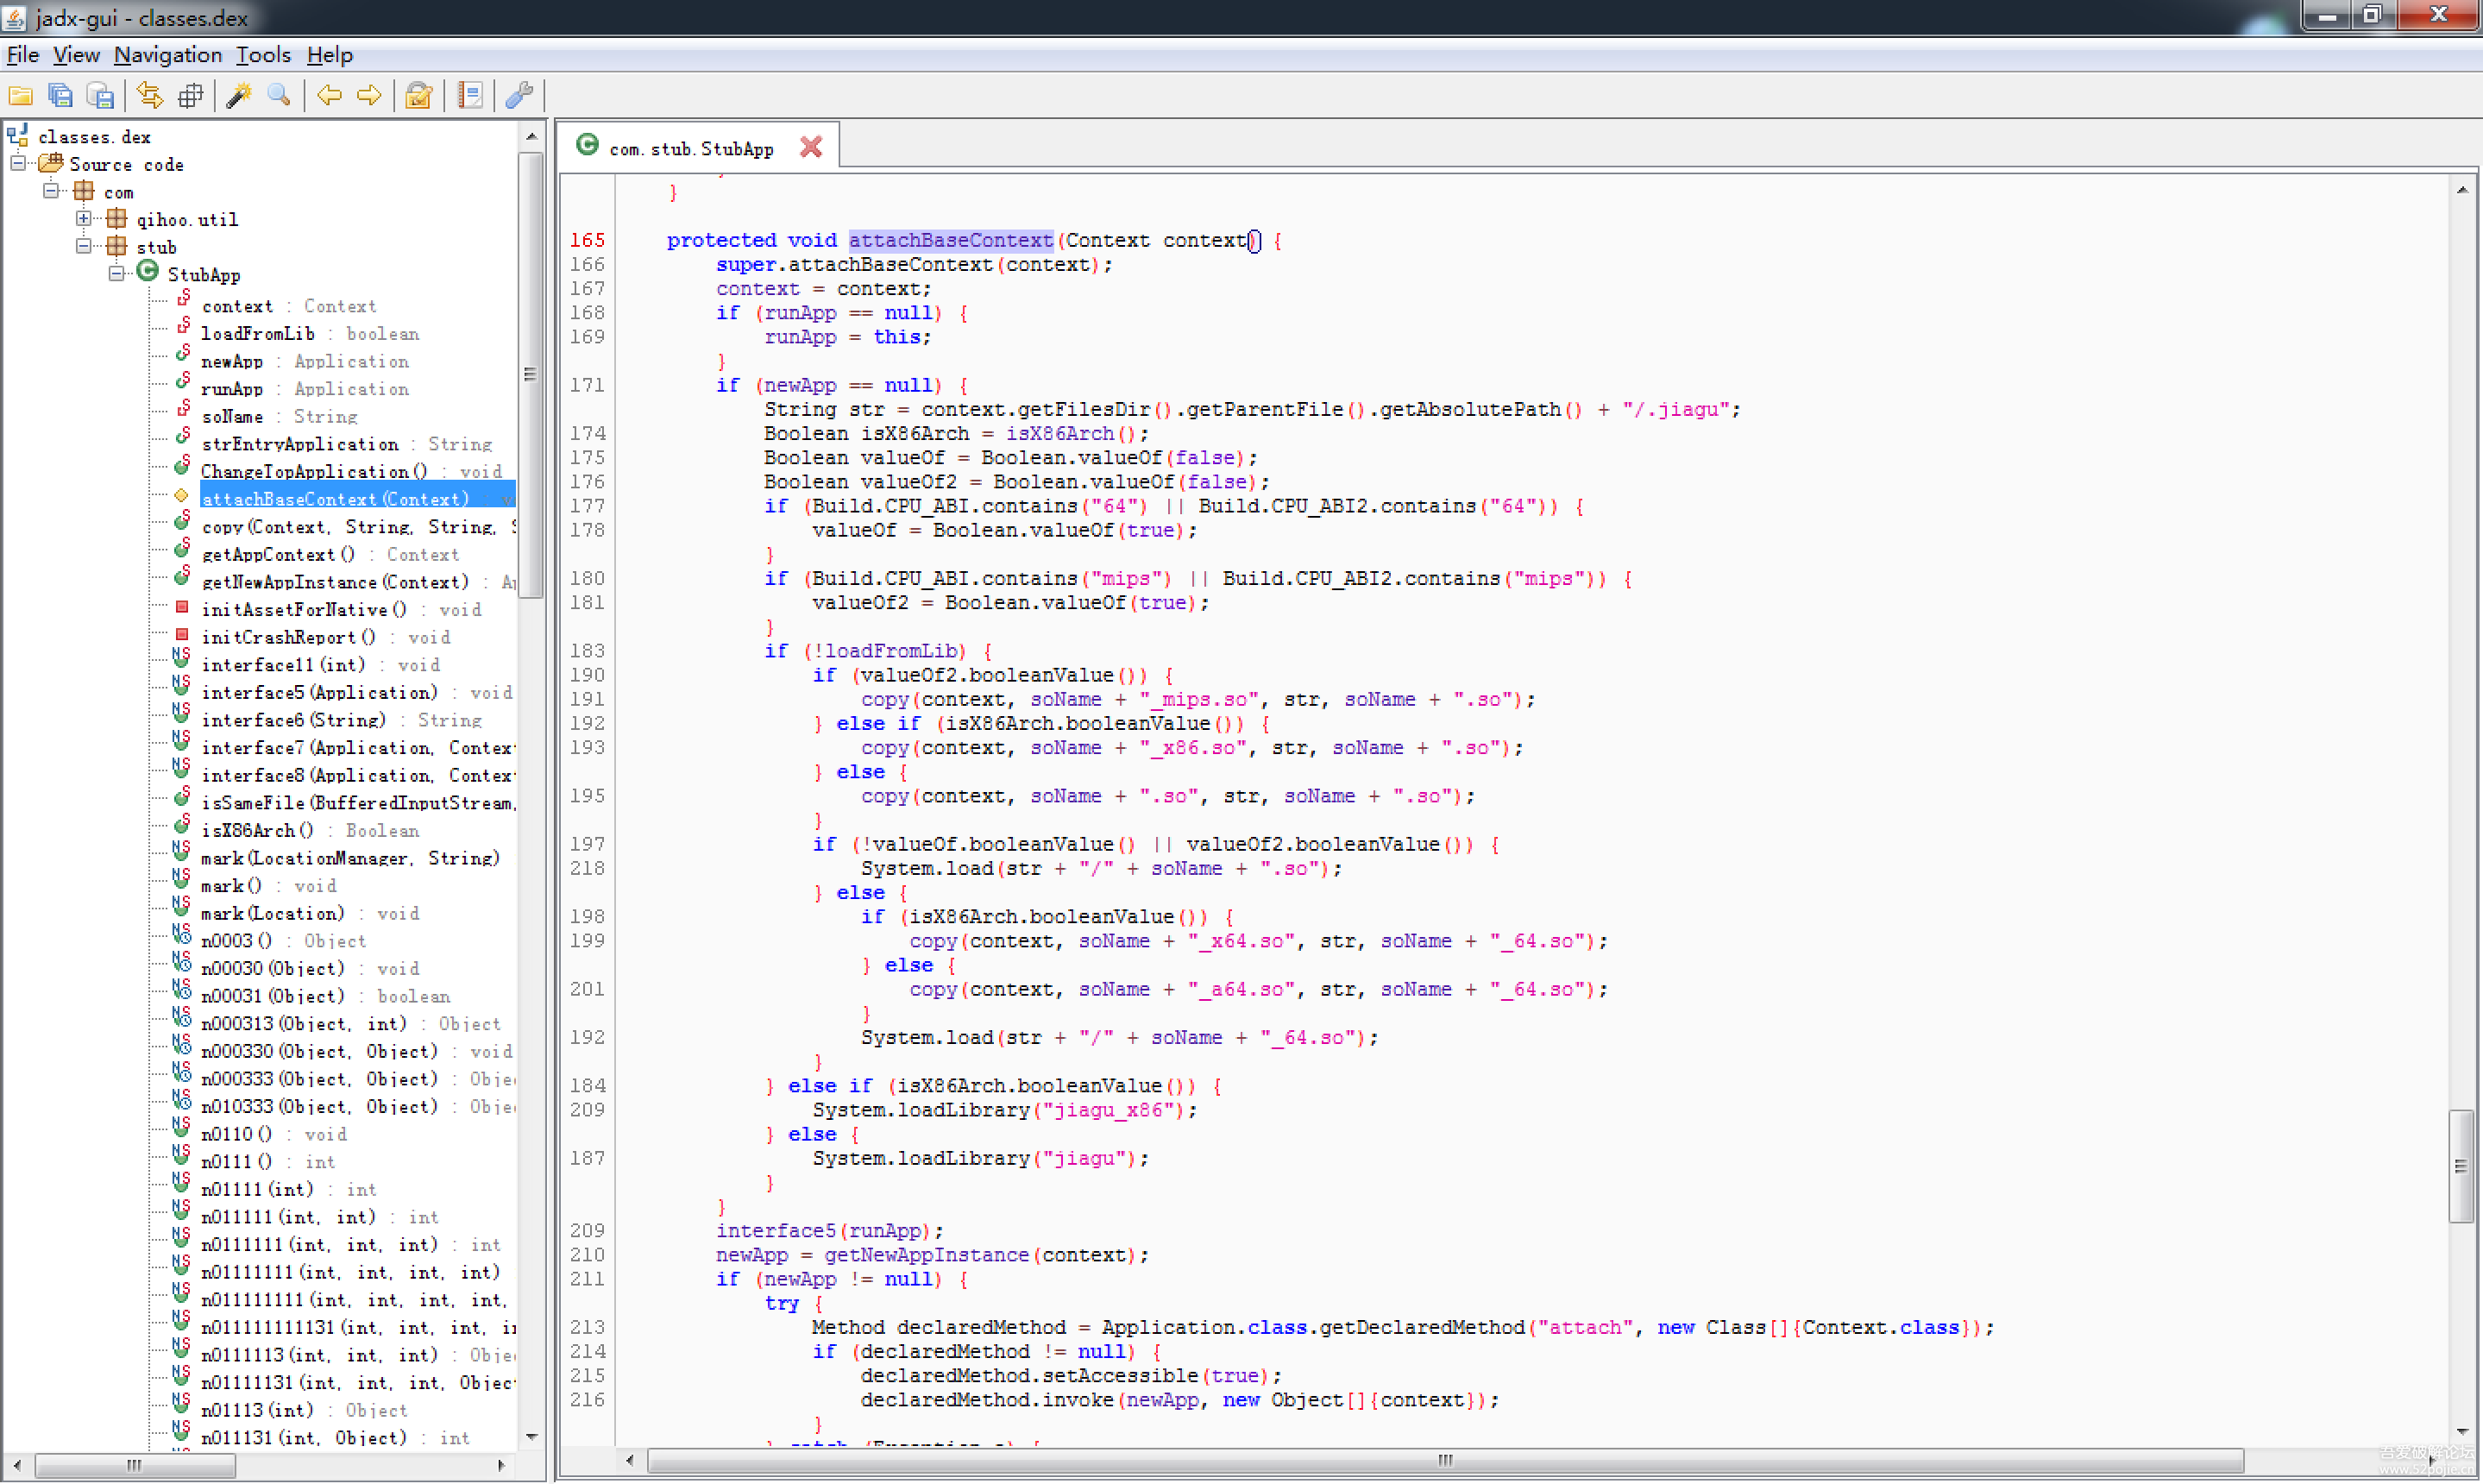 jadx-gui - classes.dex
File View Navigation Tools Help
classes.dex
Source code
com
qihoo.util
stub
StubApp
context : Context
loadFromLib : boolean
newApp : Application
runApp : Application
soName : String
strEntryApplication : String
ChangeTopApplication() : void
attachBaseContext(Context) : v
copy(Context, String, String, S
getAppContext() : Context
getNewAppInstance(Context) : A
initAssetForNative() : void
initCrashReport() : void
interface11(int) : void
interface5(Application) : void
interface6(String) : String
interface7(Application, Contex
interface8(Application, Contex
isSameFile(BufferedInputStream,
isX86Arch() : Boolean
mark(LocationManager, String)
mark() : void
mark(Location) : void
n0003() : Object
n00030(Object) : void
n00031(Object) : boolean
n000313(Object, int) : Object
n000330(Object, Object) : void
n000333(Object, Object) : Obje
n010333(Object, Object) : Obje
n0110() : void
n0111() : int
n01111(int) : int
n011111(int, int) : int
n0111111(int, int, int) : int
n01111111(int, int, int, int)
n011111111(int, int, int, int,
n011111111131(int, int, int, i
n0111113(int, int, int) : Obje
n01111131(int, int, int, Objec
n01113(int) : Object
n011131(int, Object) : int
com.stub.StubApp
}
165 protected void attachBaseContext(Context context) {
166 super.attachBaseContext(context);
167 context = context;
168 if (runApp == null) {
169 runApp = this;
}
171 if (newApp == null) {
String str = context.getFilesDir().getParentFile().getAbsolutePath() + "/.jiagu";
174 Boolean isX86Arch = isX86Arch();
175 Boolean valueOf = Boolean.valueOf(false);
176 Boolean valueOf2 = Boolean.valueOf(false);
177 if (Build.CPU_ABI.contains("64") || Build.CPU_ABI2.contains("64")) {
178 valueOf = Boolean.valueOf(true);
}
180 if (Build.CPU_ABI.contains("mips") || Build.CPU_ABI2.contains("mips")) {
181 valueOf2 = Boolean.valueOf(true);
}
183 if (!loadFromLib) {
190 if (valueOf2.booleanValue()) {
191 copy(context, soName + "_mips.so", str, soName + ".so");
192 } else if (isX86Arch.booleanValue()) {
193 copy(context, soName + "_x86.so", str, soName + ".so");
} else {
195 copy(context, soName + ".so", str, soName + ".so");
}
197 if (!valueOf.booleanValue() || valueOf2.booleanValue()) {
218 System.load(str + "/" + soName + ".so");
} else {
198 if (isX86Arch.booleanValue()) {
199 copy(context, soName + "_x64.so", str, soName + "_64.so");
} else {
201 copy(context, soName + "_a64.so", str, soName + "_64.so");
}
192 System.load(str + "/" + soName + "_64.so");
}
184 } else if (isX86Arch.booleanValue()) {
209 System.loadLibrary("jiagu_x86");
} else {
187 System.loadLibrary("jiagu");
}
}
209 interface5(runApp);
210 newApp = getNewAppInstance(context);
211 if (newApp != null) {
try {
213 Method declaredMethod = Application.class.getDeclaredMethod("attach", new Class[]{Context.class});
214 if (declaredMethod != null) {
215 declaredMethod.setAccessible(true);
216 declaredMethod.invoke(newApp, new Object[]{context});
}
} catch (Exception e) {
吾爱破解论坛
www.52pojie.cn